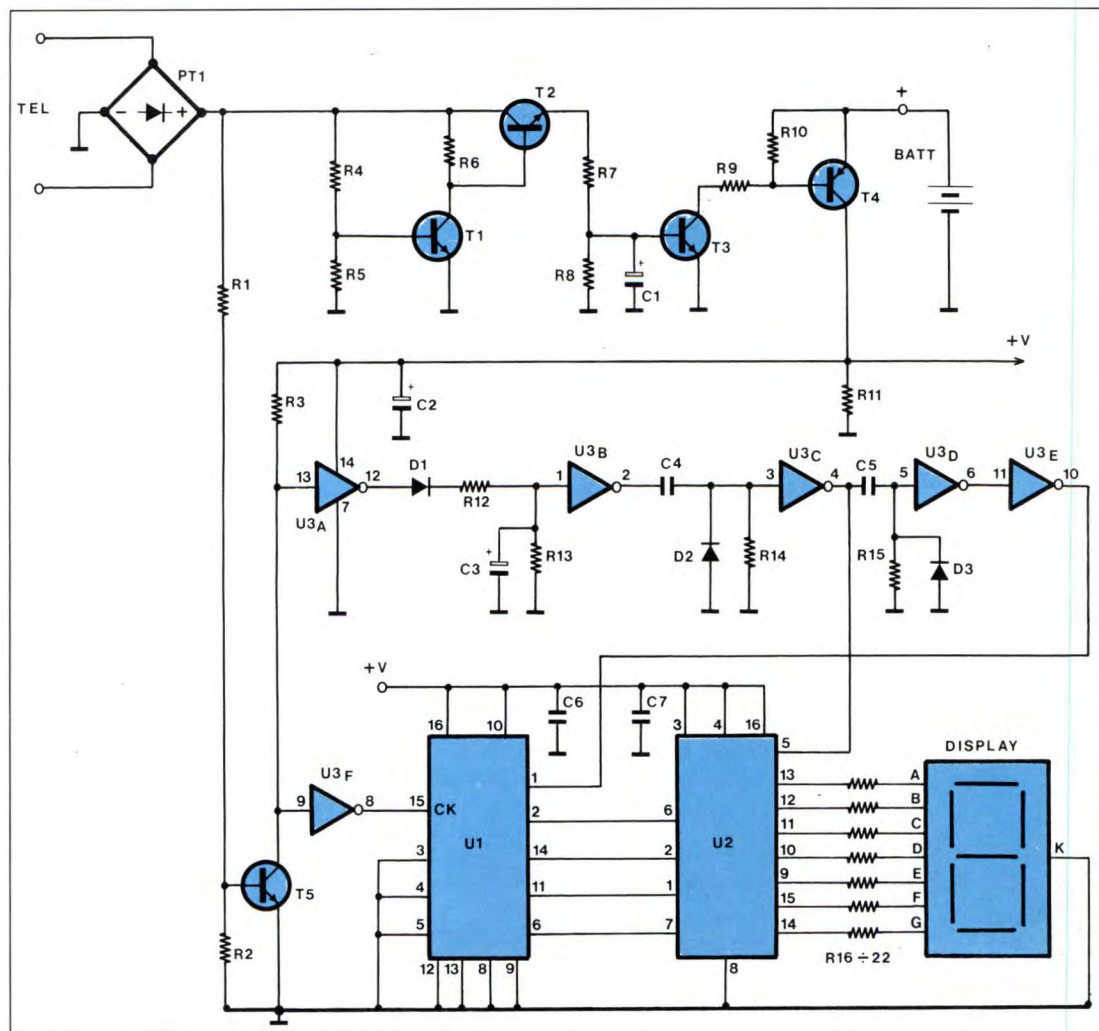 PT1
TEL
- +
T2
R4
R6
R7
T1
R5
R8
+
C1
R9
T3
R10
T4
+
BATT
R1
+V
R3
+
C2
R11
13
14
12
7
U3A
D1
R12
+
C3
R13
1
U3B
2
C4
D2
R14
3
U3C
4
C5
R15
D3
5
U3D
6
11
U3E
10
+V
C6
C7
16 10
3 4 16
9
U3F
8
15 CK
U1
1
2
14
11
6
3
4
5
12 13 8 9
T5
R2
6
2
1
7
U2
5
13
12
11
10
9
15
14
8
A
B
C
D
E
F
G
R16÷22
DISPLAY
K